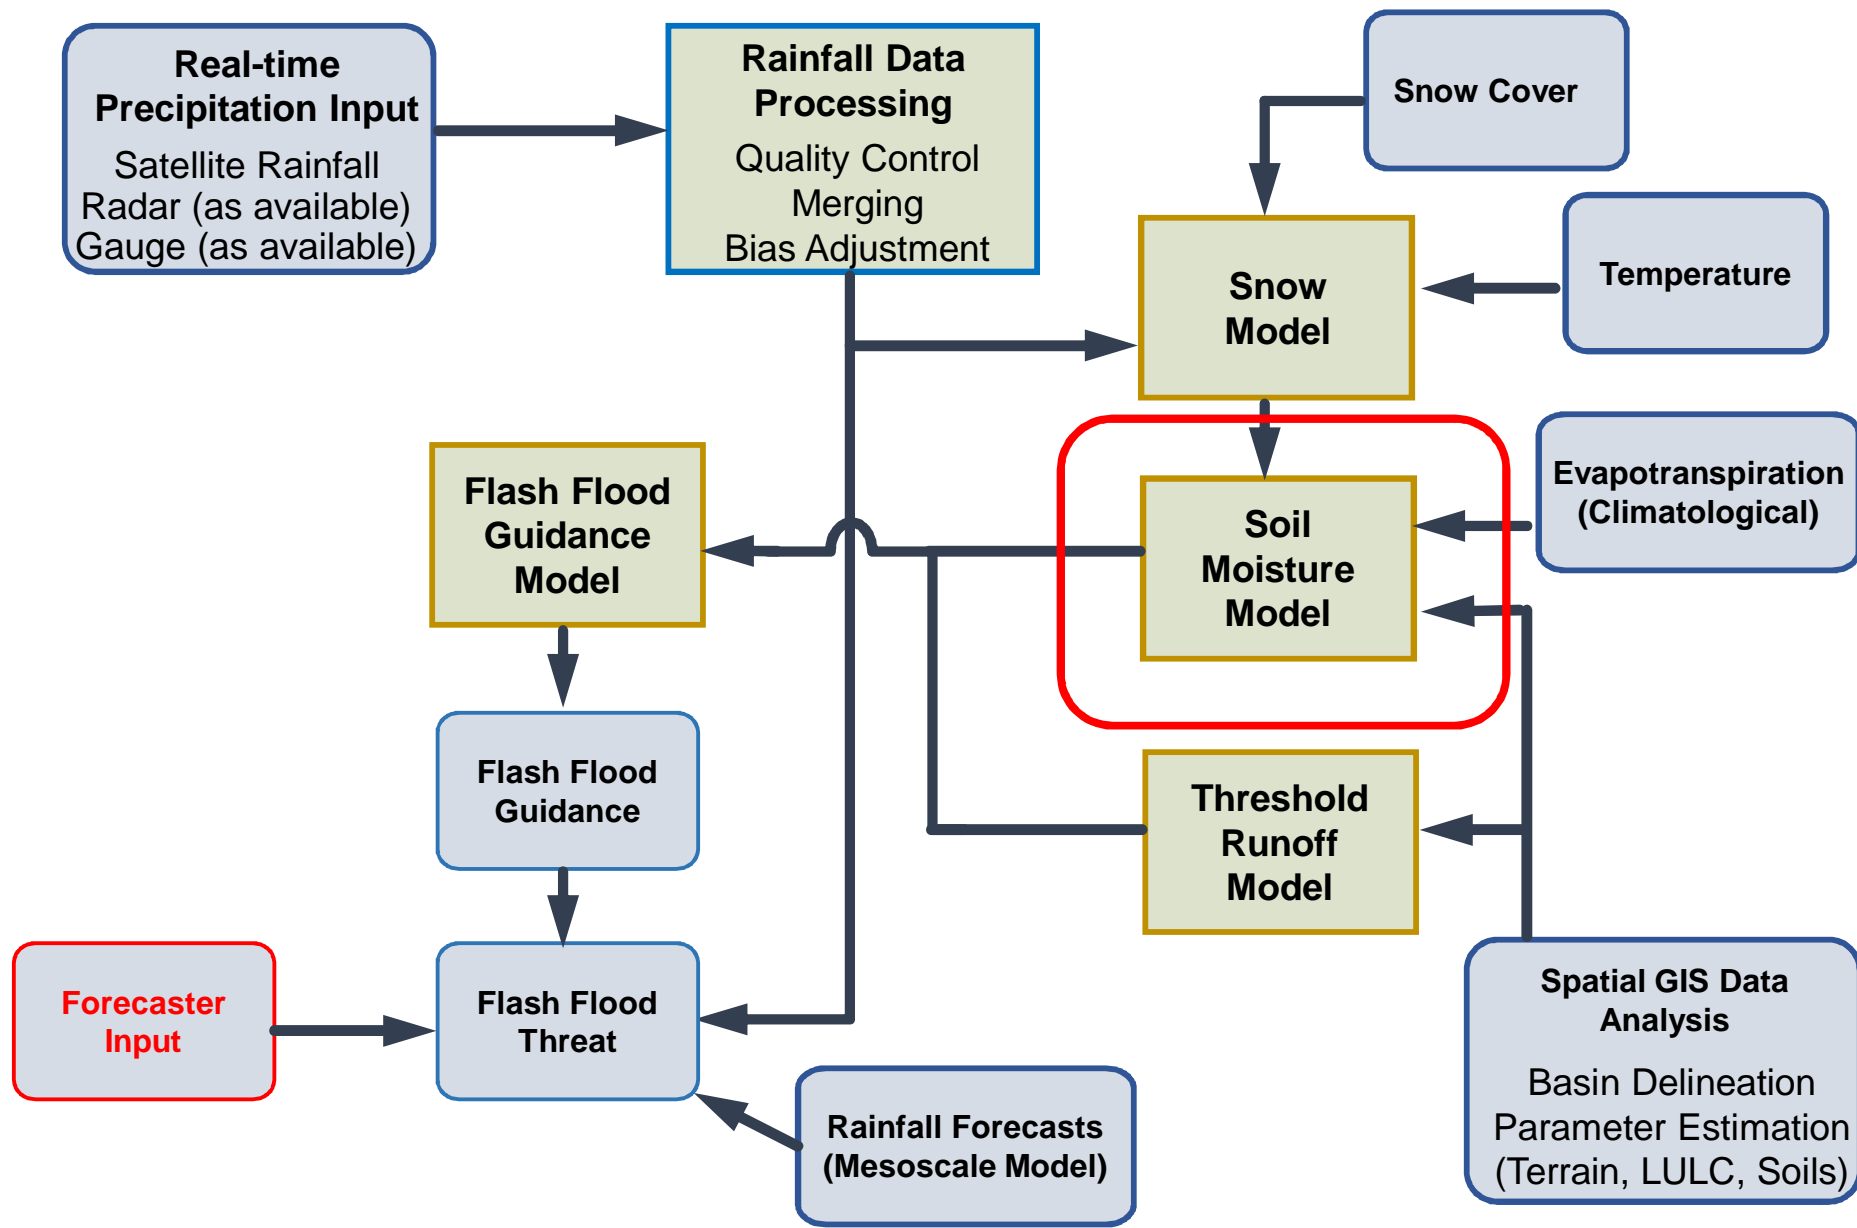 Real-time
Precipitation Input
Satellite Rainfall
Radar (as available)
Gauge (as available)
Rainfall Data
Processing
Quality Control
Merging
Bias Adjustment
Snow Cover
Temperature
Snow
Model
Evapotranspiration
(Climatological)
Flash Flood
Guidance
Model
Soil
Moisture
Model
Flash Flood
Guidance
Threshold
Runoff
Model
Forecaster
Input
Flash Flood
Threat
Rainfall Forecasts
(Mesoscale Model)
Spatial GIS Data
Analysis
Basin Delineation
Parameter Estimation
(Terrain, LULC, Soils)